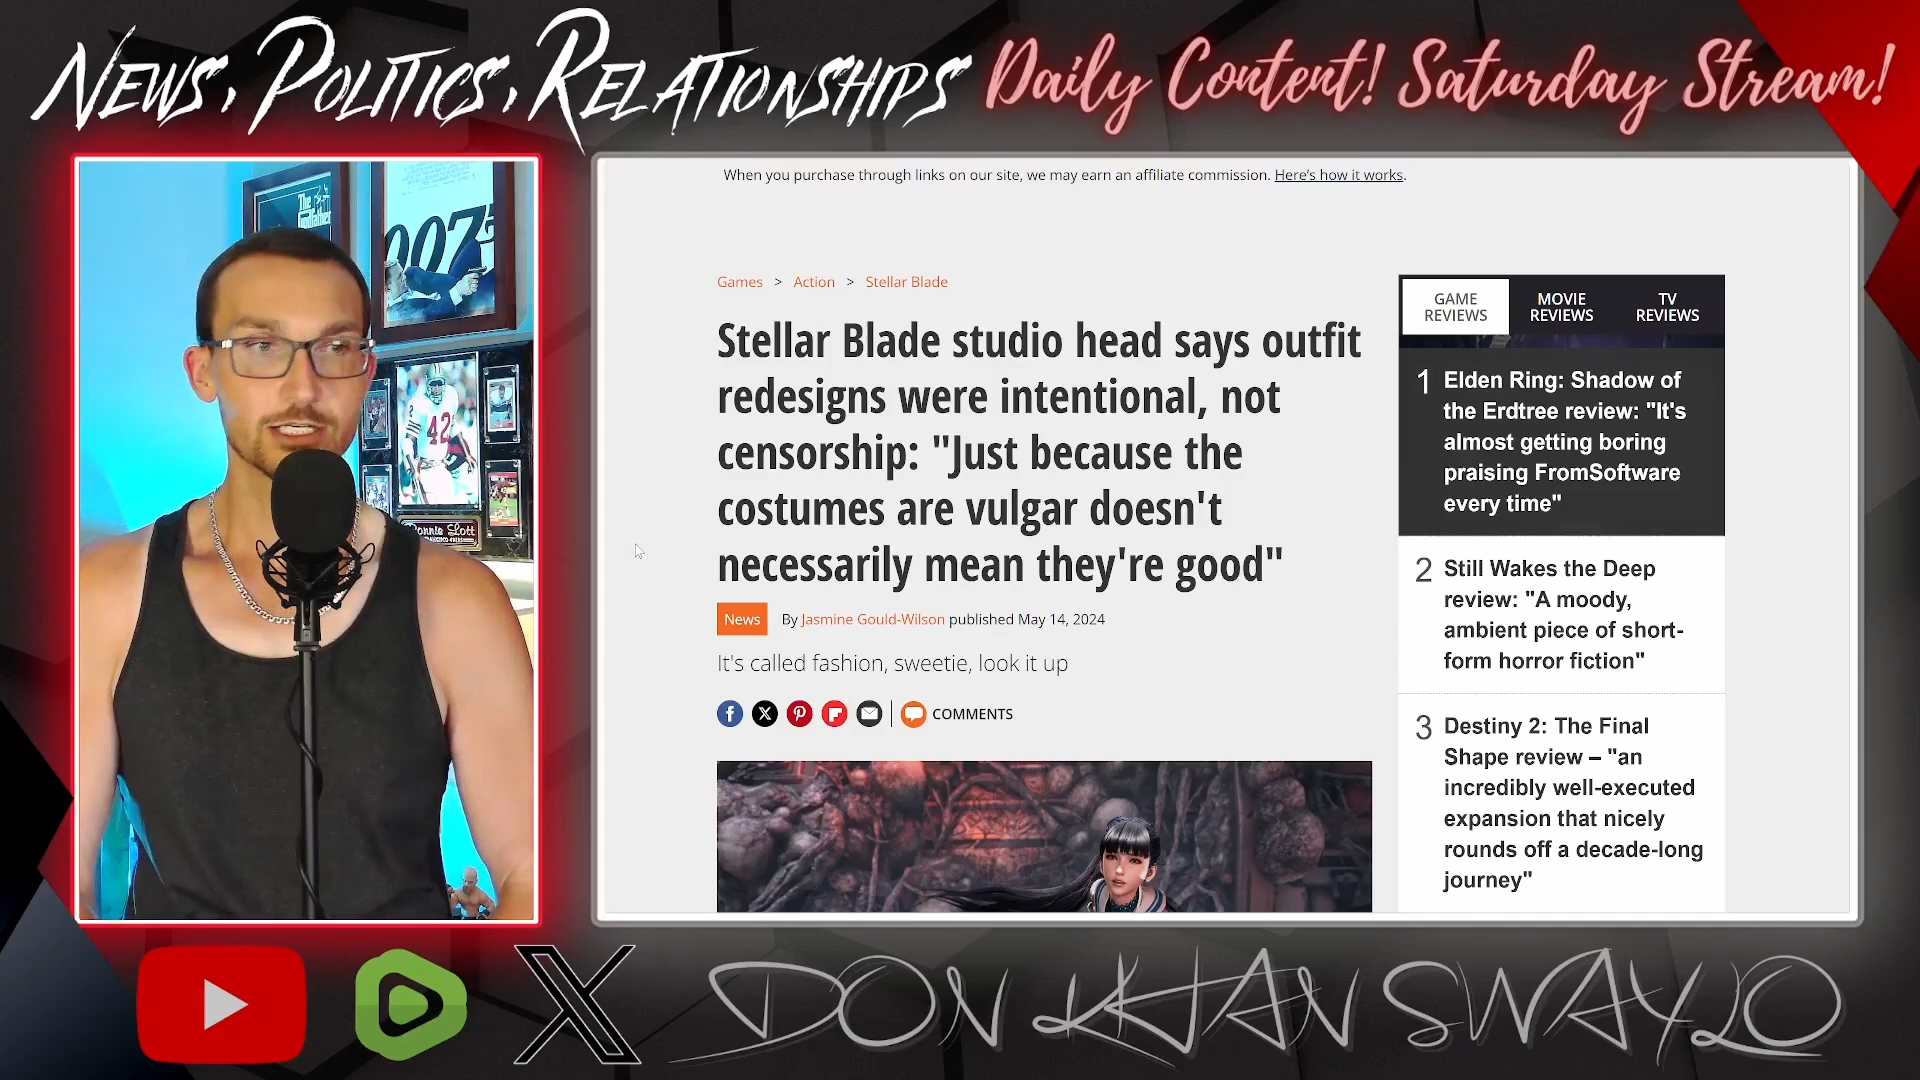 News, Politics, Relationships Daily Content! Saturday Stream!
The
Godfather
007
42
Ronnie Lott
When you purchase through links on our site, we may earn an affiliate commission. Here's how it works.
Games > Action > Stellar Blade
Stellar Blade studio head says outfit
redesigns were intentional, not
censorship: "Just because the
costumes are vulgar doesn't
necessarily mean they're good"
News By Jasmine Gould-Wilson published May 14, 2024
It's called fashion, sweetie, look it up
COMMENTS
GAME
REVIEWS
MOVIE
REVIEWS
TV
REVIEWS
1 Elden Ring: Shadow of
the Erdtree review: "It's
almost getting boring
praising FromSoftware
every time"
2 Still Wakes the Deep
review: "A moody,
ambient piece of short-
form horror fiction"
3 Destiny 2: The Final
Shape review – "an
incredibly well-executed
expansion that nicely
rounds off a decade-long
journey"
DON KHAN SWAYLO